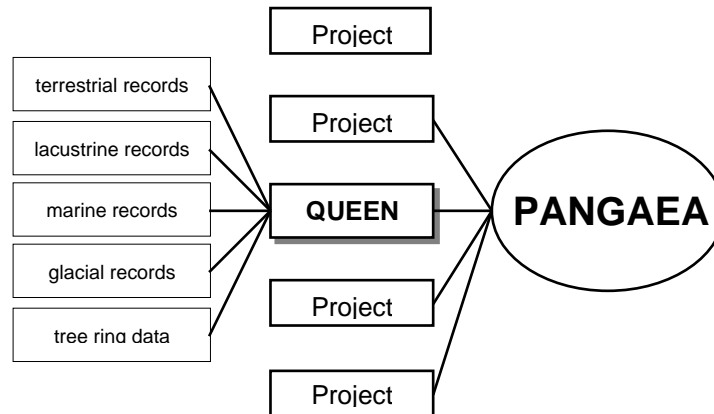 Project
terrestrial records
Project
lacustrine records
marine records
QUEEN
PANGAEA
glacial records
Project
tree ring data
Project